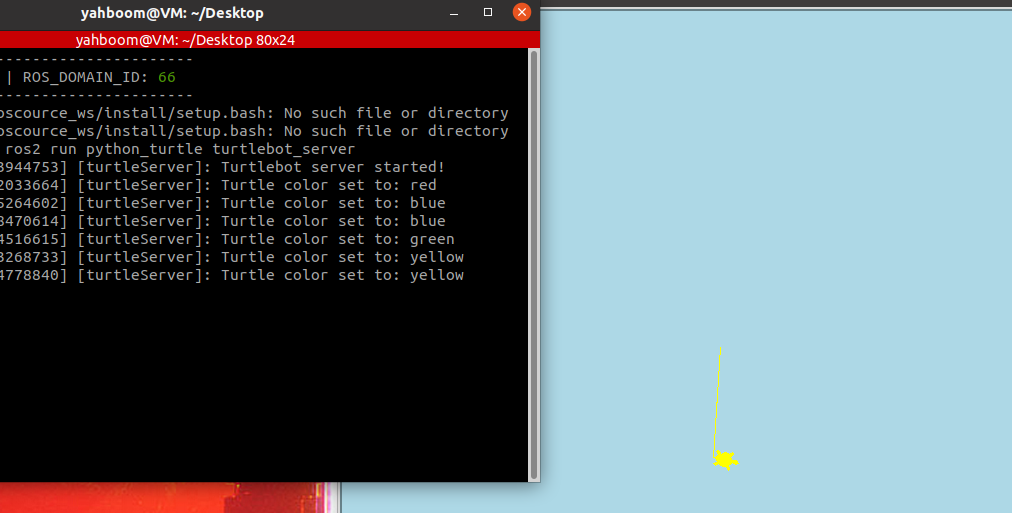 yahboom@VM: ~/Desktop
yahboom@VM: ~/Desktop 80x24
----------------------
| ROS_DOMAIN_ID: 66
----------------------
oscource_ws/install/setup.bash: No such file or directory
oscource_ws/install/setup.bash: No such file or directory
ros2 run python_turtle turtlebot_server
3944753] [turtleServer]: Turtlebot server started!
2033664] [turtleServer]: Turtle color set to: red
5264602] [turtleServer]: Turtle color set to: blue
8470614] [turtleServer]: Turtle color set to: blue
4516615] [turtleServer]: Turtle color set to: green
3268733] [turtleServer]: Turtle color set to: yellow
4778840] [turtleServer]: Turtle color set to: yellow